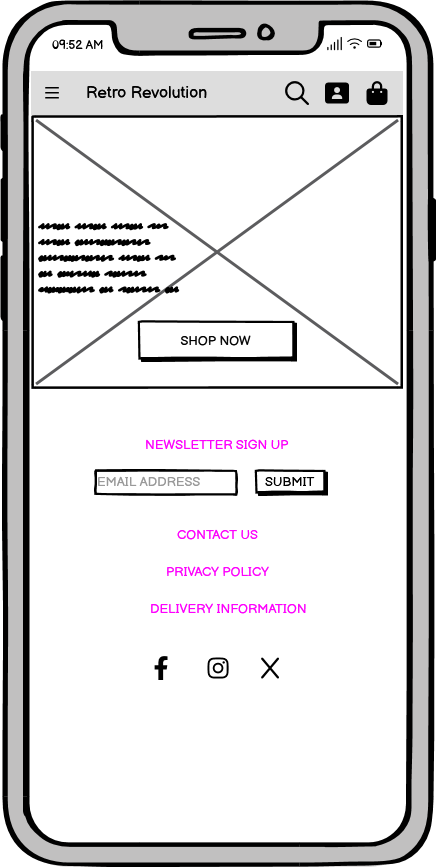 09:52 AM
Retro Revolution
SHOP NOW
NEWSLETTER SIGN UP
EMAIL ADDRESS
SUBMIT
CONTACT US
PRIVACY POLICY
DELIVERY INFORMATION